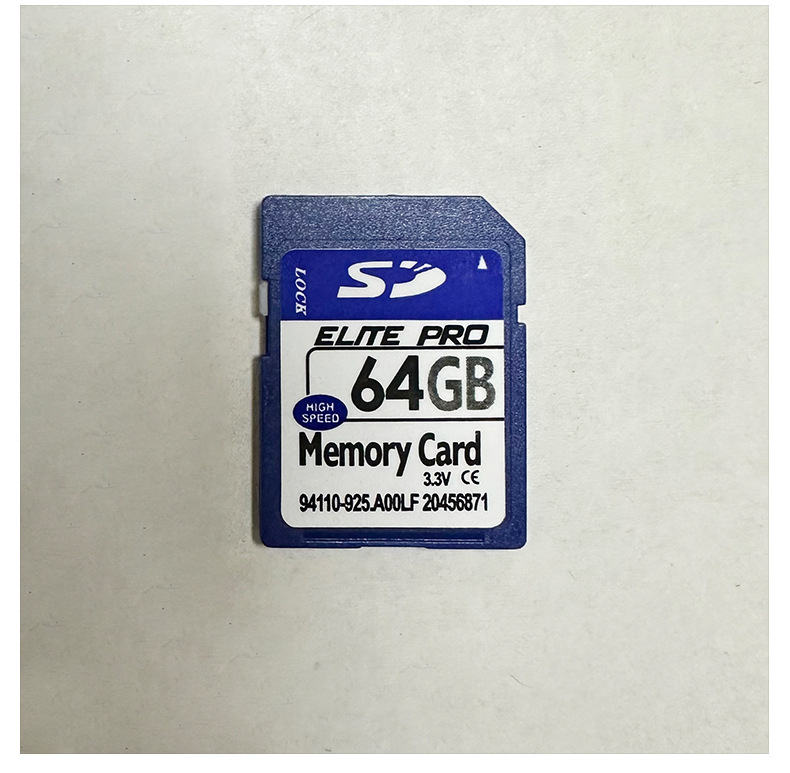 LOCK
SD
ELITE PRO
64GB
HIGH
SPEED
Memory Card
3.3V CE
94110-925.A00LF 20456871